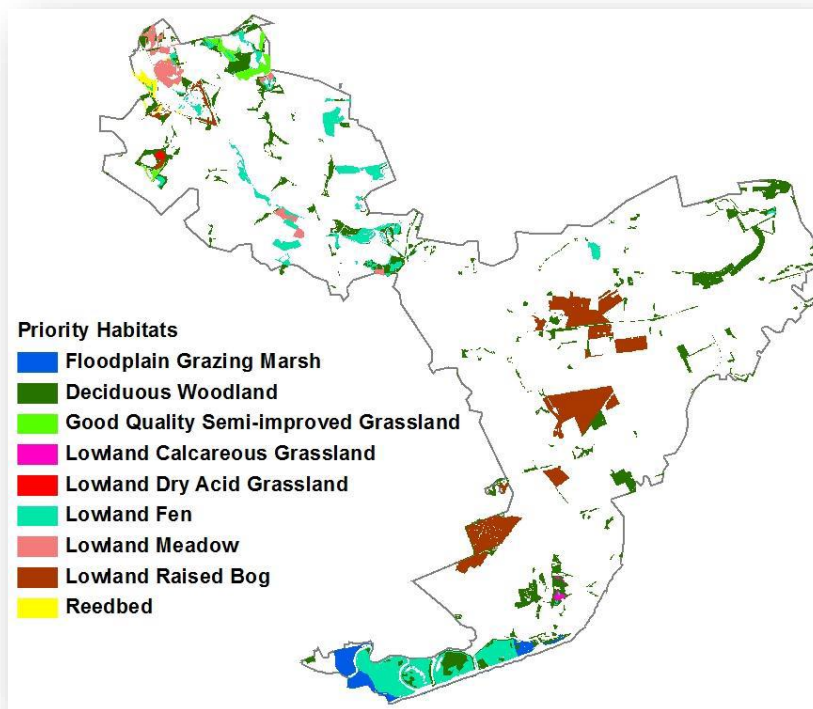 Priority Habitats
Floodplain Grazing Marsh
Deciduous Woodland
Good Quality Semi-improved Grassland
Lowland Calcareous Grassland
Lowland Dry Acid Grassland
Lowland Fen
Lowland Meadow
Lowland Raised Bog
Reedbed